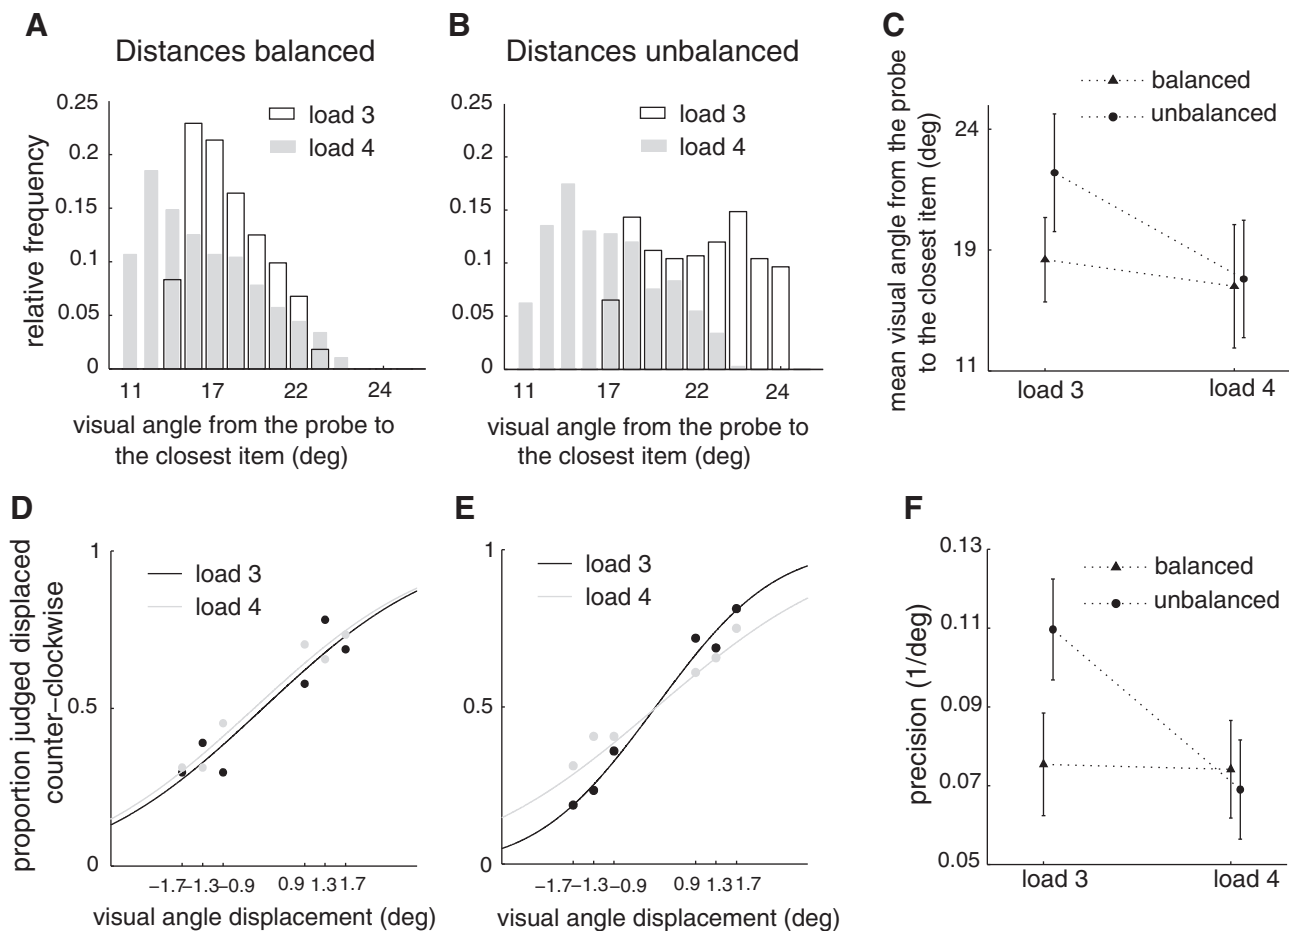 A
Distances balanced
0.25
0.2
0.15
0.1
0.05
0
relative frequency
load 3
load 4
11
17
22
24
visual angle from the probe to
the closest item (deg)
B
Distances unbalanced
0.25
0.2
0.15
0.1
0.05
0
load 3
load 4
11
17
22
24
visual angle from the probe to
the closest item (deg)
C
mean visual angle from the probe
to the closest item (deg)
24
19
11
balanced
unbalanced
load 3
load 4
D
proportion judged displaced
counter−clockwise
1
0.5
0
load 3
load 4
−1.7−1.3−0.9
0.9 1.31.7
visual angle displacement (deg)
E
1
0.5
0
load 3
load 4
−1.7−1.3−0.9
0.9 1.31.7
visual angle displacement (deg)
F
precision (1/deg)
0.13
0.11
0.09
0.07
0.05
balanced
unbalanced
load 3
load 4